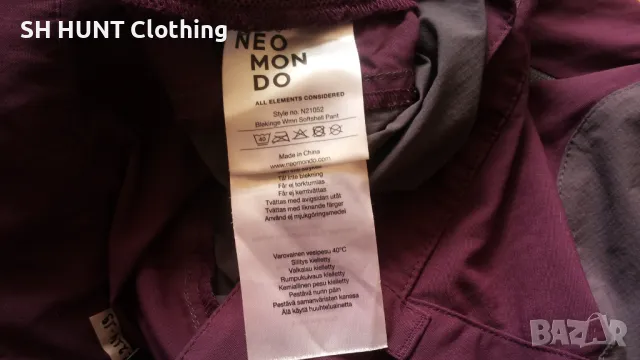 SH HUNT Clothing
NEO
MON
DO
ALL ELEMENTS CONSIDERED
Style no. N21052
Blekinge Wmn Softshell Pant
40
Made in China
www.neomondo.com
Tål inte blekning
Får ej torktumlas
Får ej kemtvättas
Tvättas med avigsidan utåt
Tvättas med liknande färger
Använd ej mjukgöringsmedel
Varovainen vesipesu 40°C
Silitys kielletty
Valkaisu kielletty
Rumpukuivaus kielletty
Kemiallinen pesu kielletty
Pestävä nurin päin
Pestävä samanväristen kanssa
Älä käytä huuhteluainetta
BAZAR